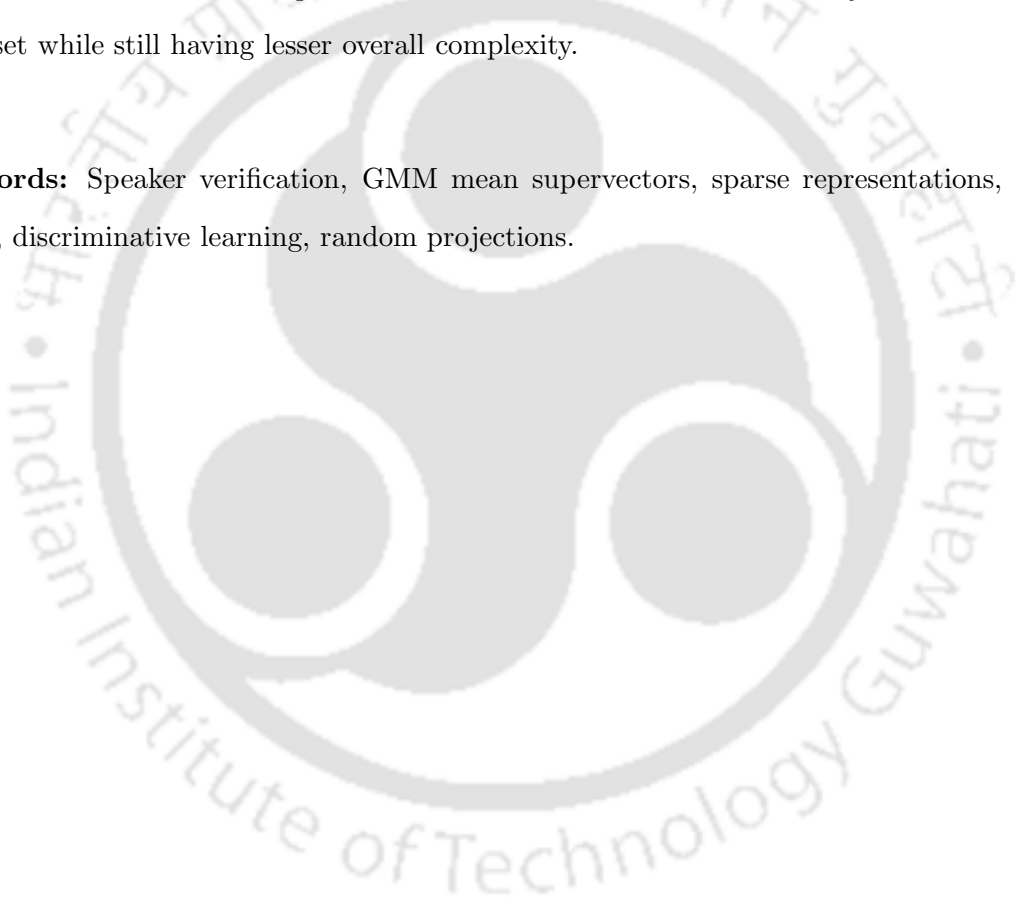 set while still having lesser overall complexity.
ords: Speaker verification, GMM mean supervectors, sparse representations,
, discriminative learning, random projections.
• Indian Institute of Technology Guwahati •